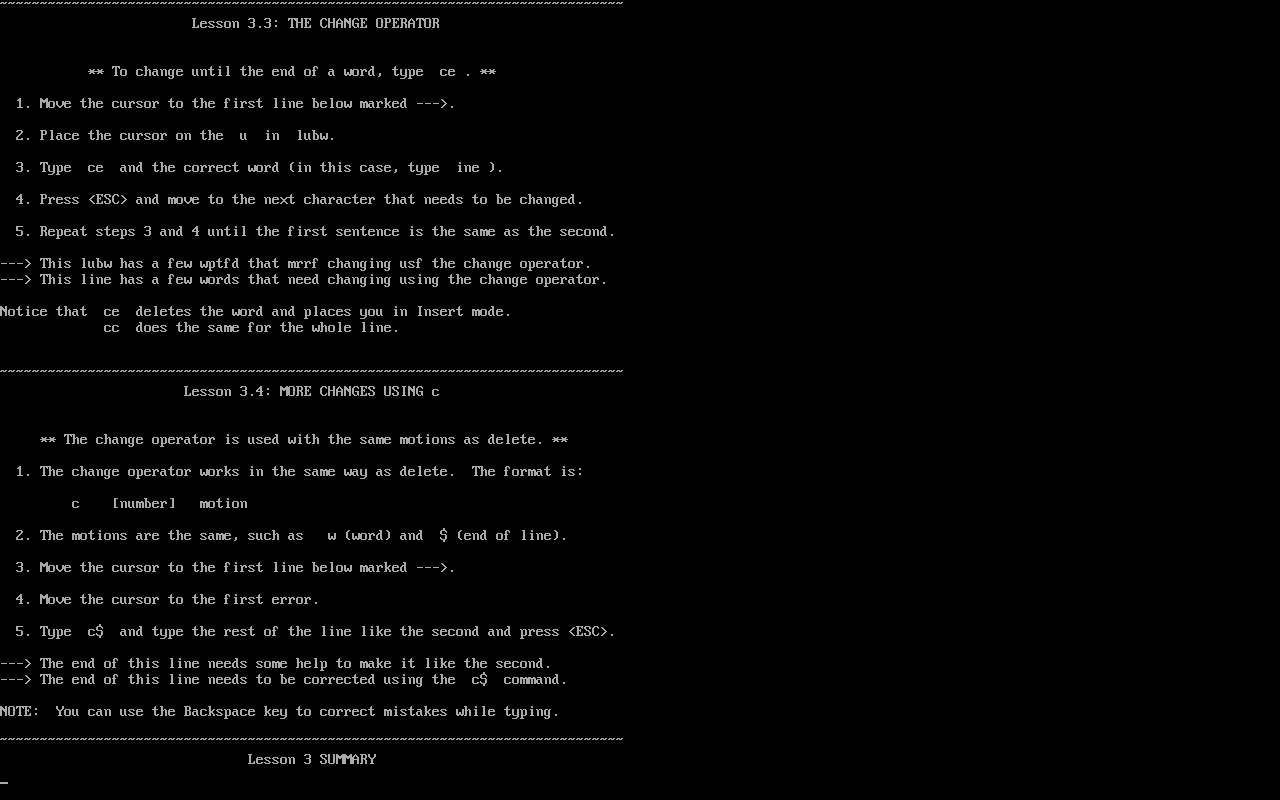 ~~~~~~~~~~~~~~~~~~~~~~~~~~~~~~~~~~~~~~~~~~~~~~~~~~~~~~~~~~~~~~~~~~~~~~~~~~~~~~
Lesson 3.3: THE CHANGE OPERATOR
** To change until the end of a word, type  ce . **
1. Move the cursor to the first line below marked --->.
2. Place the cursor on the  u  in  lubw.
3. Type  ce  and the correct word (in this case, type  ine ).
4. Press <ESC> and move to the next character that needs to be changed.
5. Repeat steps 3 and 4 until the first sentence is the same as the second.
---> This lubw has a few wptfd that mrrf changing usf the change operator.
---> This line has a few words that need changing using the change operator.
Notice that  ce  deletes the word and places you in Insert mode.
cc  does the same for the whole line.
~~~~~~~~~~~~~~~~~~~~~~~~~~~~~~~~~~~~~~~~~~~~~~~~~~~~~~~~~~~~~~~~~~~~~~~~~~~~~~
Lesson 3.4: MORE CHANGES USING c
** The change operator is used with the same motions as delete. **
1. The change operator works in the same way as delete.  The format is:
c    [number]   motion
2. The motions are the same, such as   w (word) and  $ (end of line).
3. Move the cursor to the first line below marked --->.
4. Move the cursor to the first error.
5. Type  c$  and type the rest of the line like the second and press <ESC>.
---> The end of this line needs some help to make it like the second.
---> The end of this line needs to be corrected using the  c$  command.
NOTE:  You can use the Backspace key to correct mistakes while typing.
~~~~~~~~~~~~~~~~~~~~~~~~~~~~~~~~~~~~~~~~~~~~~~~~~~~~~~~~~~~~~~~~~~~~~~~~~~~~~~
Lesson 3 SUMMARY